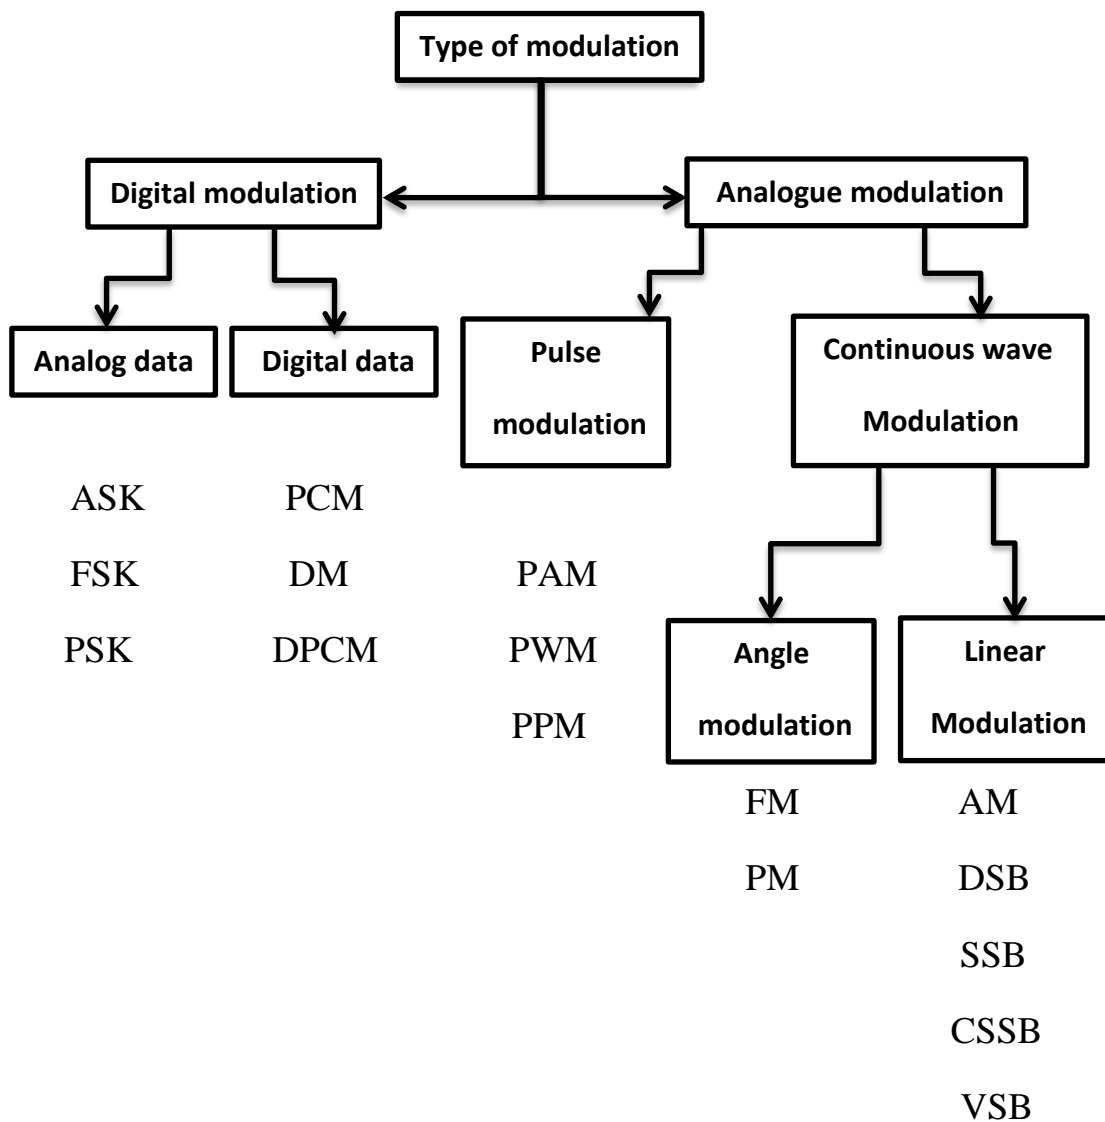 Type of modulation
Digital modulation
Analogue modulation
Analog data
Digital data
Pulse
modulation
Continuous wave
Modulation
ASK
FSK
PSK
PCM
DM
DPCM
PAM
PWM
PPM
Angle
modulation
Linear
Modulation
FM
PM
AM
DSB
SSB
CSSB
VSB